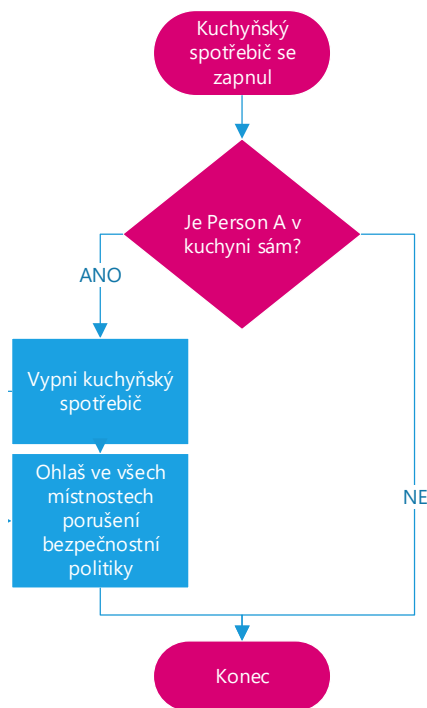 Kuchyňský
spotřebič se
zapnul
Je Person A v
kuchyni sám?
ANO
Vypni kuchyňský
spotřebič
Ohlaš ve všech
místnostech
porušení
bezpečnostní
politiky
NE
Konec